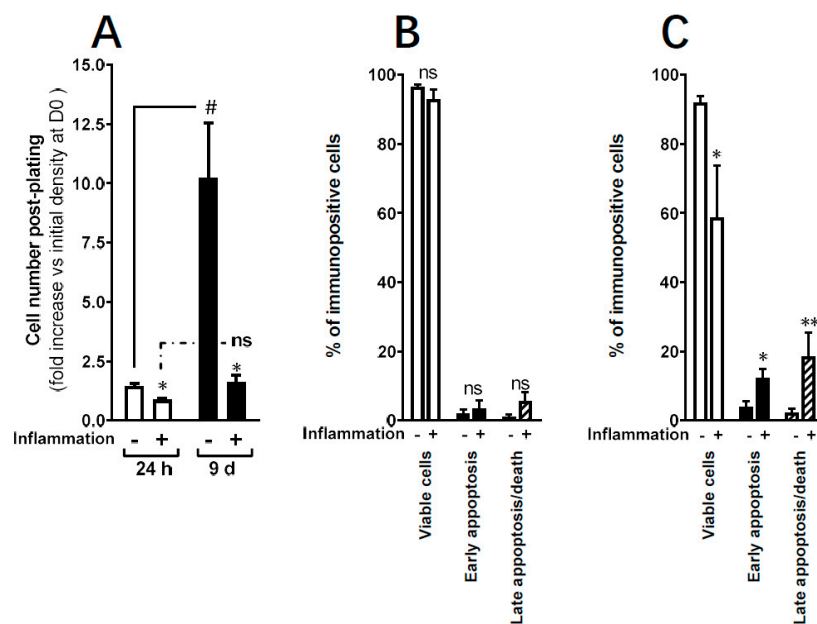 A
B
C
Cell number post-plating
(fold increase vs initial density at D0 )
15.0
12.5
10.0
7.5
5.0
2.5
0.0
#
*
ns
*
Inflammation - + - +
24 h 9 d
% of immunopositive cells
100
80
60
40
20
0
ns
ns
ns
Inflammation - + - + - +
Viable cells
Early appoptosis
Late appoptosis/death
% of immunopositive cells
100
80
60
40
20
0
*
*
**
Inflammation - + - + - +
Viable cells
Early appoptosis
Late appoptosis/death